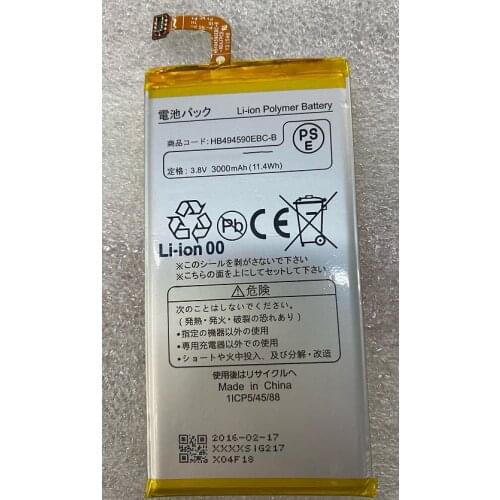 電池パック Li-ion Polymer Battery
商品コード: HB494590EBC-B
PS
E
定格: 3.8V 3000mAh (11.4Wh)
Pb
CE
Li-ion 00
※このシールを剥がさないで下さい
※こちらの面を上にしてセットして下さい
⚠危険
次のことはしないでください
(発熱・発火・破裂の恐れあり)
・指定の機器以外での使用
・専用充電器以外での使用
・ショートや火中投入、及び分解・改造
使用後はリサイクルへ
Made in China
1ICP5/45/88
2016-02-17
XXXXSIG217
X04F18